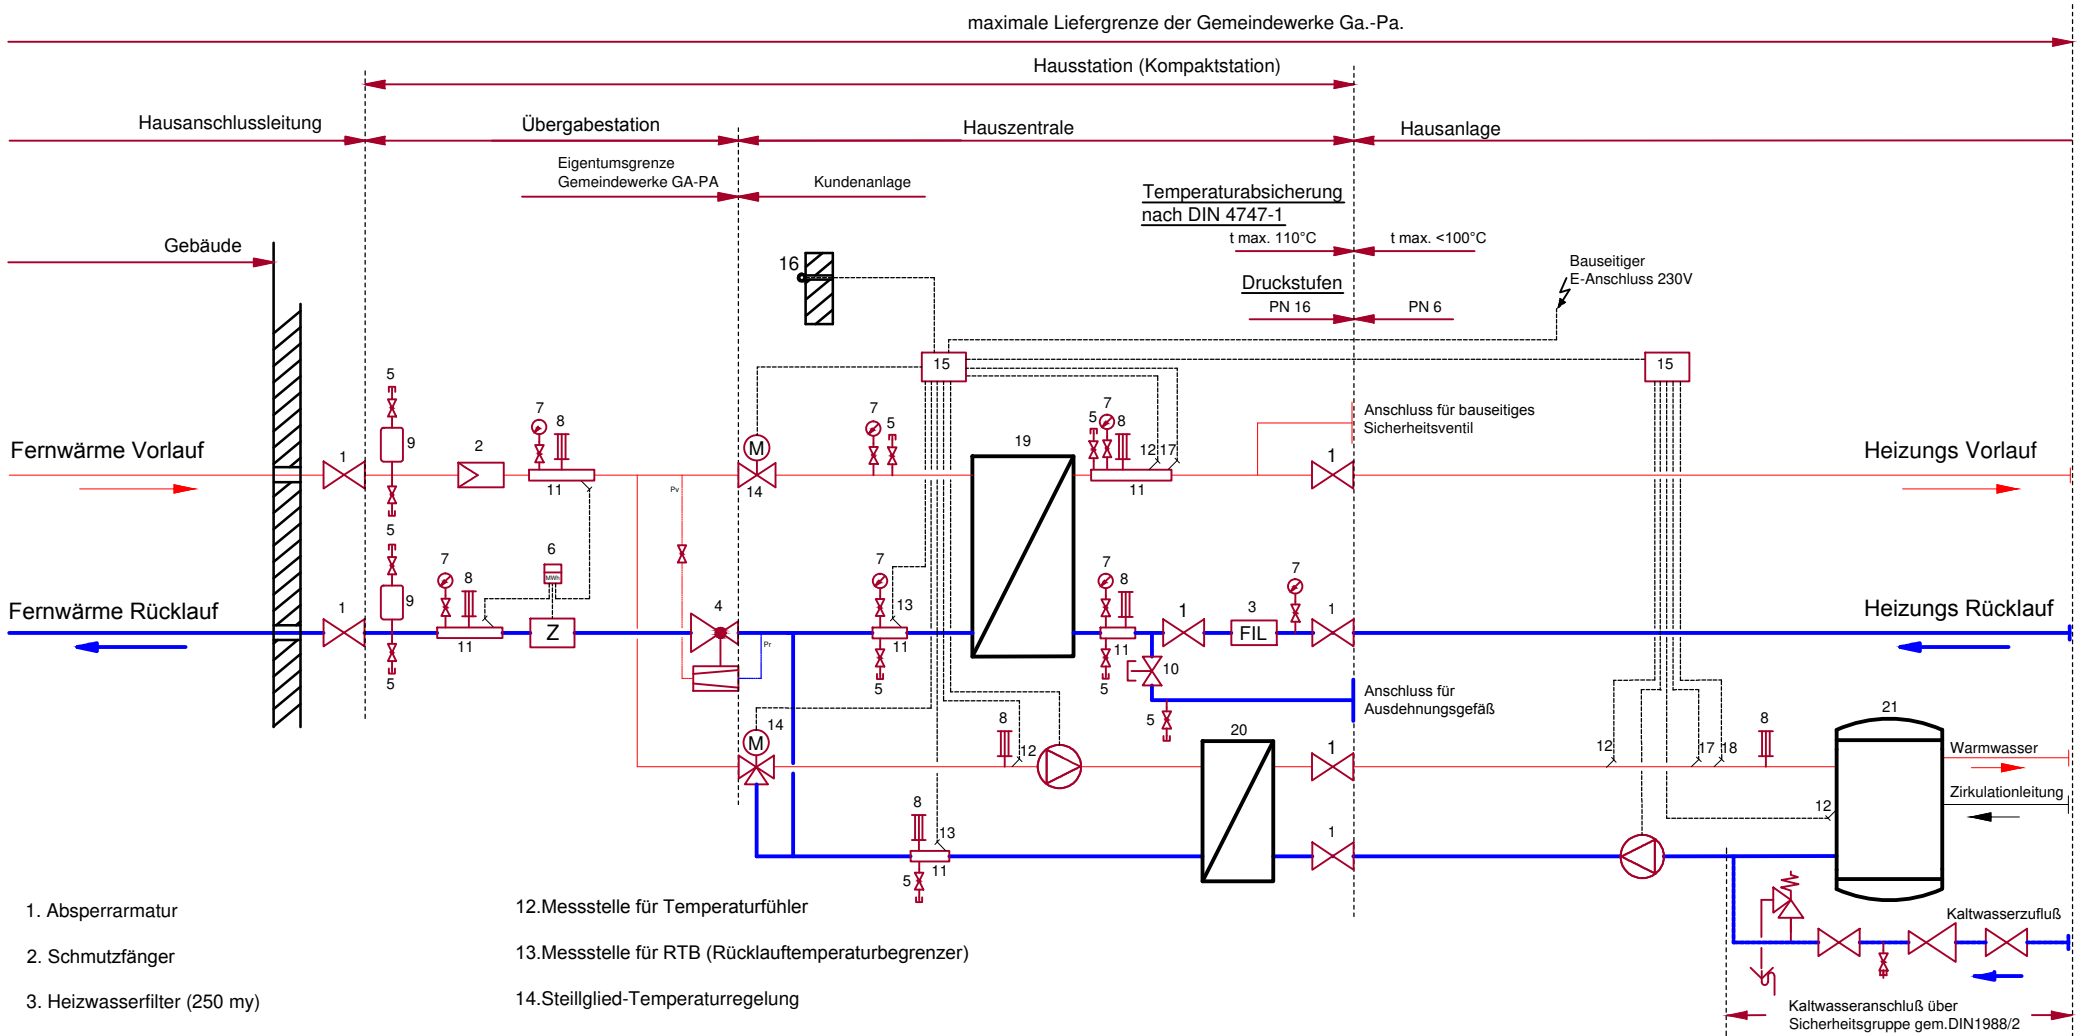 maximale Liefergrenze der Gemeindewerke Ga.-Pa.
Hausstation (Kompaktstation)
Hausanschlussleitung
Übergabestation
Hauszentrale
Hausanlage
Eigentumsgrenze
Gemeindewerke GA-PA
Kundenanlage
Temperaturabsicherung
nach DIN 4747-1
t max. 110°C
t max. <100°C
Gebäude
Druckstufen
PN 16
PN 6
Bauseitiger
E-Anschluss 230V
16
15
15
5
7
8
7
5
5
7
8
Anschluss für bauseitiges
Sicherheitsventil
Fernwärme Vorlauf
1
9
2
11
M
14
19
12
17
11
1
Heizungs Vorlauf
Pv
5
5
7
8
6
MWh
7
13
7
8
7
Fernwärme Rücklauf
1
9
11
Z
4
Pr
11
11
1
3
FIL
1
Heizungs Rücklauf
5
5
5
10
Anschluss für
Ausdehnungsgefäß
5
14
M
8
12
20
1
12
17
18
8
21
Warmwasser
Zirkulationleitung
12
8
13
11
5
1
Kaltwasserzufluß
Kaltwasseranschluß über
Sicherheitsgruppe gem.DIN1988/2
1. Absperrarmatur
2. Schmutzfänger
3. Heizwasserfilter (250 my)
12.Messstelle für Temperaturfühler
13.Messstelle für RTB (Rücklauftemperaturbegrenzer)
14.Steillglied-Temperaturregelung